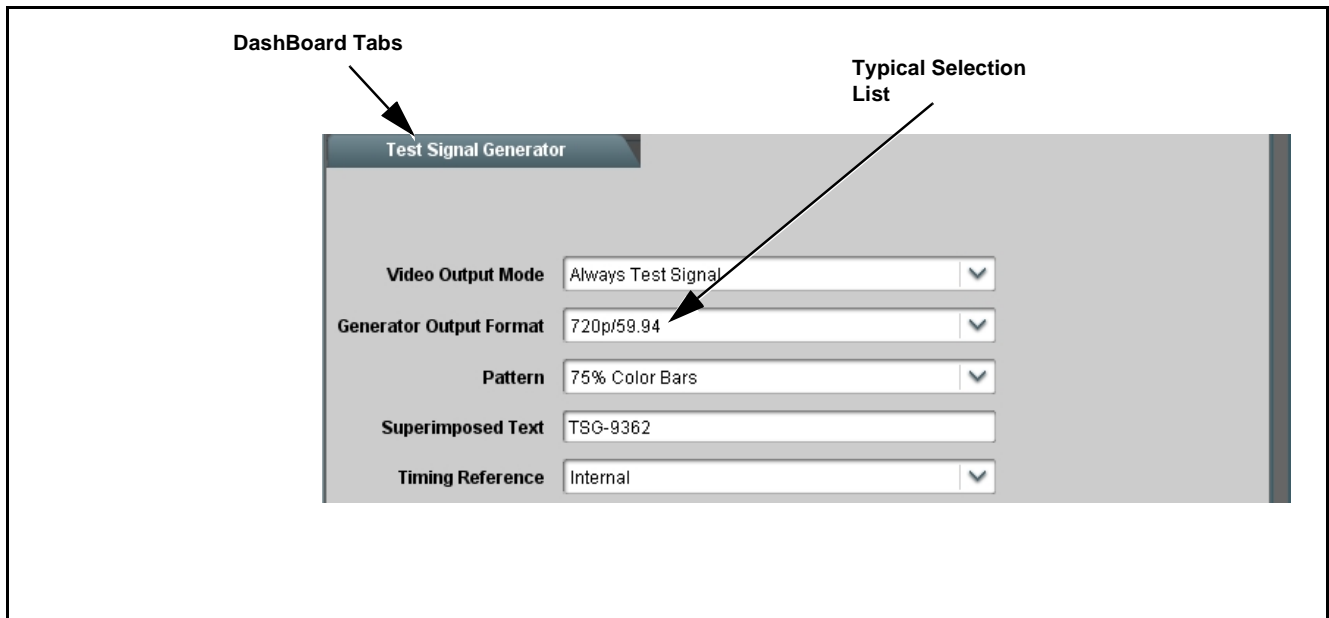 DashBoard Tabs
Typical Selection
List
Test Signal Generator
Video Output Mode Always Test Signal
Generator Output Format 720p/59.94
Pattern 75% Color Bars
Superimposed Text TSG-9362
Timing Reference Internal